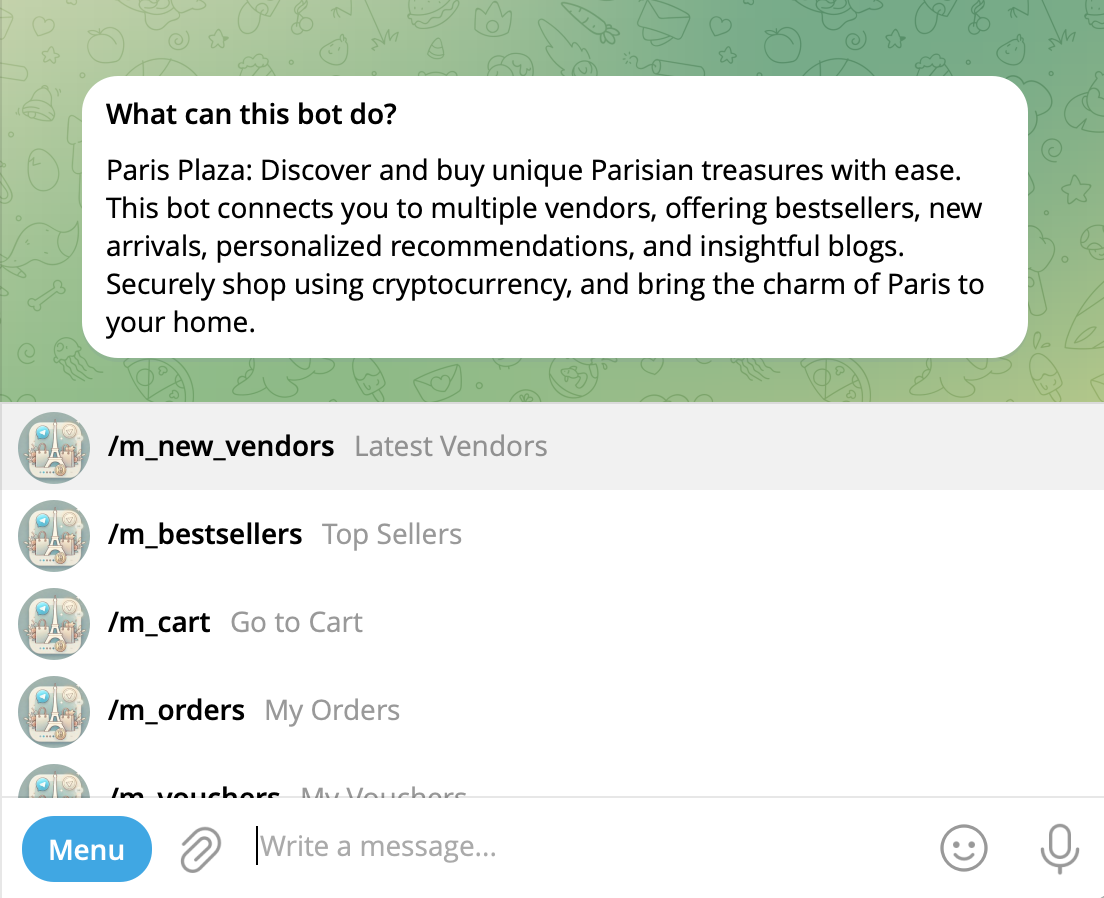 What can this bot do?
Paris Plaza: Discover and buy unique Parisian treasures with ease.
This bot connects you to multiple vendors, offering bestsellers, new
arrivals, personalized recommendations, and insightful blogs.
Securely shop using cryptocurrency, and bring the charm of Paris to
your home.
/m_new_vendors Latest Vendors
/m_bestsellers Top Sellers
/m_cart Go to Cart
/m_orders My Orders
/m_vouchers My Vouchers
Menu Write a message...